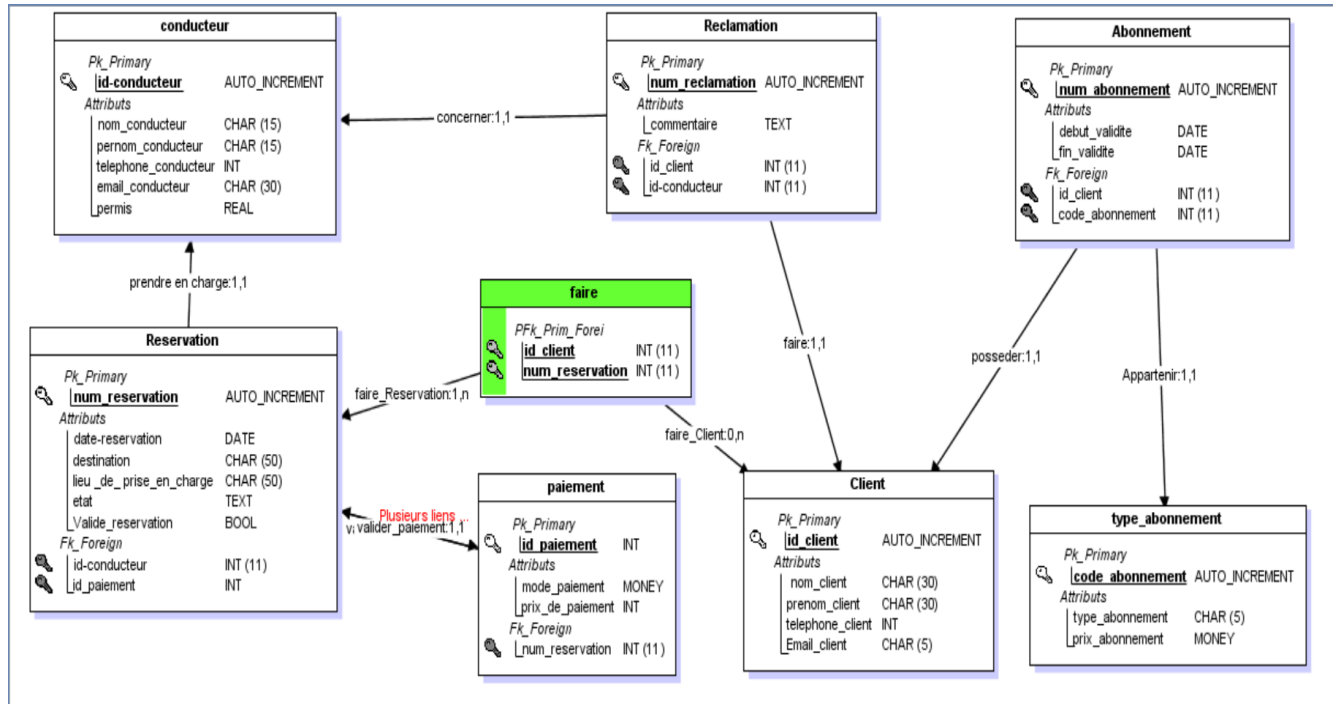 conducteur
Pk_Primary
id-conducteur AUTO_INCREMENT
Attributs
nom_conducteur CHAR (15)
pernom_conducteur CHAR (15)
telephone_conducteur INT
email_conducteur CHAR (30)
permis REAL
Reclamation
Pk_Primary
num_reclamation AUTO_INCREMENT
Attributs
commentaire TEXT
Fk_Foreign
id_client INT (11)
id-conducteur INT (11)
Abonnement
Pk_Primary
num_abonnement AUTO_INCREMENT
Attributs
debut_validite DATE
fin_validite DATE
Fk_Foreign
id_client INT (11)
code_abonnement INT (11)
concerner:1,1
prendre en charge:1,1
faire
PFk_Prim_Forei
id_client INT (11)
num_reservation INT (11)
faire:1,1
posseder:1,1
Appartenir:1,1
Reservation
Pk_Primary
num_reservation AUTO_INCREMENT
Attributs
date-reservation DATE
destination CHAR (50)
lieu _de_ prise_en_charge CHAR (50)
etat TEXT
Valide_reservation BOOL
Fk_Foreign
id-conducteur INT (11)
id_paiement INT
faire_Reservation:1,n
faire_Client:0,n
Plusieurs liens ...
valider_paiement:1,1
paiement
Pk_Primary
id_paiement INT
Attributs
mode_paiement MONEY
prix_de_paiement INT
Fk_Foreign
num_reservation INT (11)
Client
Pk_Primary
id_client AUTO_INCREMENT
Attributs
nom_client CHAR (30)
prenom_client CHAR (30)
telephone_client INT
Email_client CHAR (5)
type_abonnement
Pk_Primary
code_abonnement AUTO_INCREMENT
Attributs
type_abonnement CHAR (5)
prix_abonnement MONEY